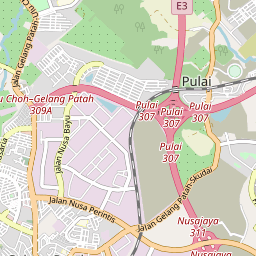 E3
Pulai
u Choh–Gelang Patah
309A
Pulai
307
Pulai
307
Pulai
307
Pulai
307
Jalan Nusa Bayu
Jalan Nusa Perintis
Jalan Gelang Patah–Skudai
Nusajaya
311
Nusajaya